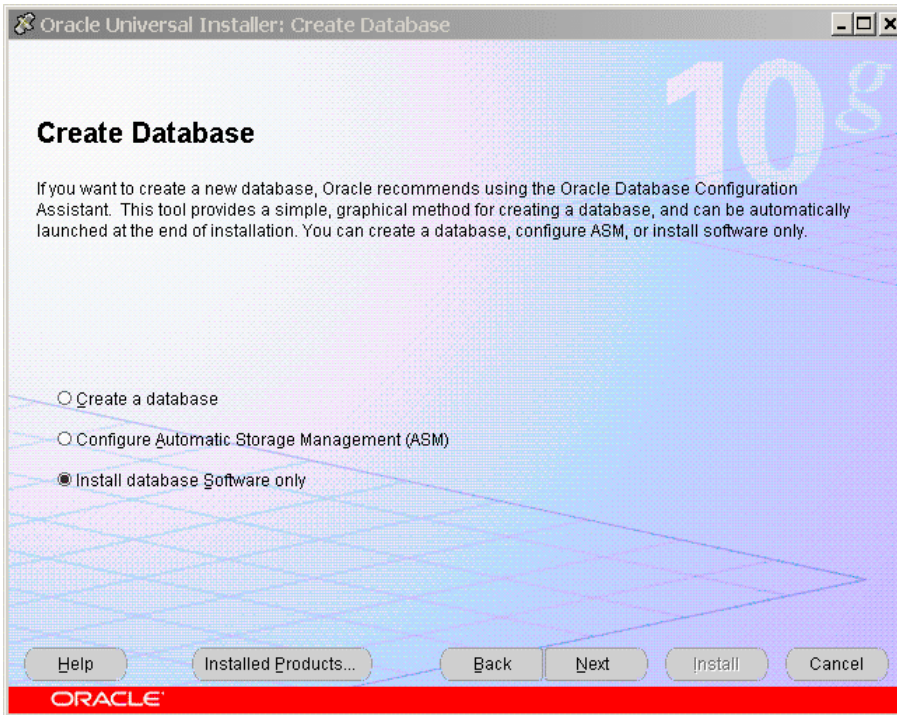 Oracle Universal Installer: Create Database
10g
Create Database
If you want to create a new database, Oracle recommends using the Oracle Database Configuration
Assistant. This tool provides a simple, graphical method for creating a database, and can be automatically
launched at the end of installation. You can create a database, configure ASM, or install software only.
Create a database
Configure Automatic Storage Management (ASM)
Install database Software only
Help Installed Products... Back Next Install Cancel
ORACLE